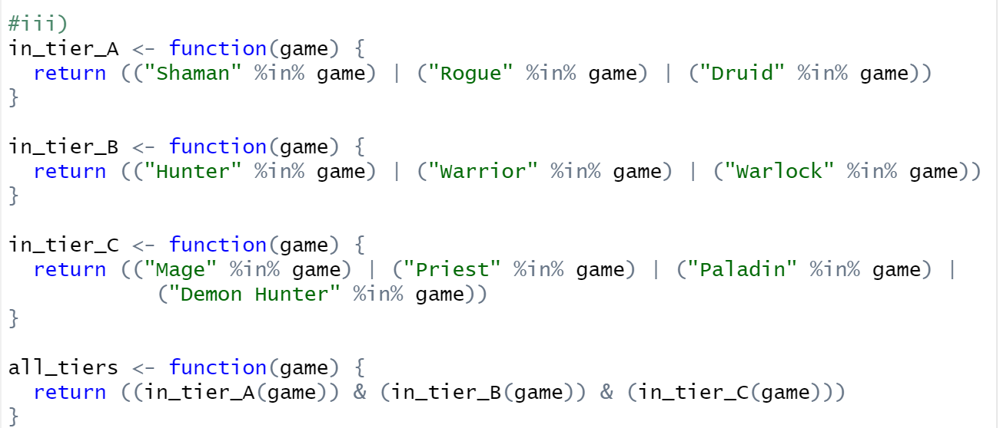 #iii)
in_tier_A <- function(game) {
  return (("Shaman" %in% game) | ("Rogue" %in% game) | ("Druid" %in% game))
}

in_tier_B <- function(game) {
  return (("Hunter" %in% game) | ("Warrior" %in% game) | ("Warlock" %in% game))
}

in_tier_C <- function(game) {
  return (("Mage" %in% game) | ("Priest" %in% game) | ("Paladin" %in% game) |
            ("Demon Hunter" %in% game))
}

all_tiers <- function(game) {
  return ((in_tier_A(game)) & (in_tier_B(game)) & (in_tier_C(game)))
}